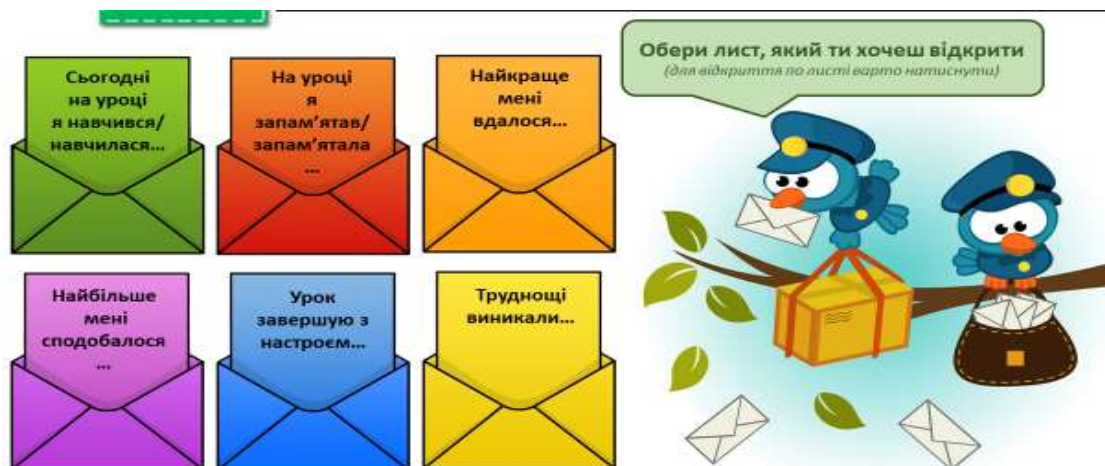 Сьогодні
на уроці
я навчився/
навчилася...
На уроці
я
запам'ятав/
запам'ятала
...
Найкраще
мені
вдалося...
Обери лист, який ти хочеш відкрити
(для відкриття по листі варто натиснути)
Найбільше
мені
сподобалося
...
Урок
завершую з
настроєм...
Труднощі
виникали...